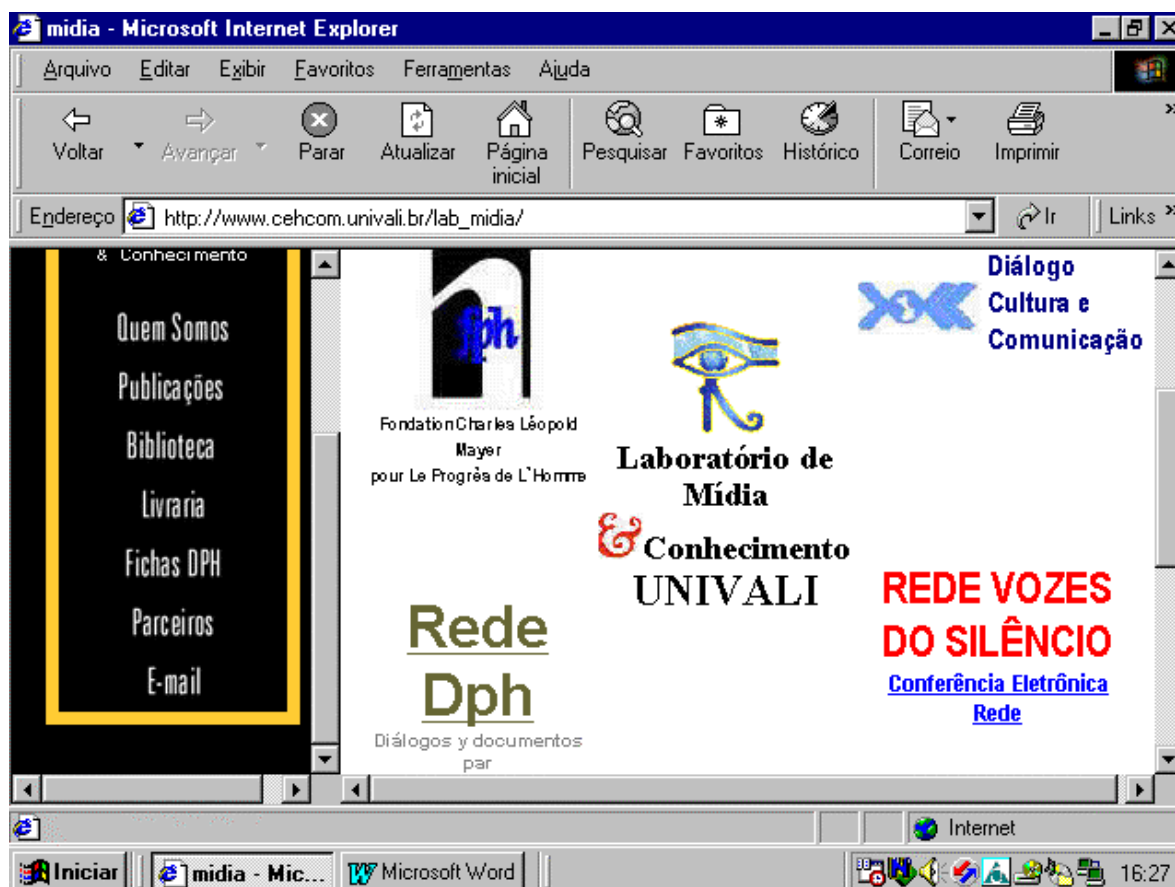 midia - Microsoft Internet Explorer
Arquivo Editar Exibir Favoritos Ferramentas Ajuda
Voltar Avançar Parar Atualizar Página inicial Pesquisar Favoritos Histórico Correio Imprimir
Endereço http://www.cehcom.univali.br/lab_midia/ Ir Links
& Conhecimento
Quem Somos
Publicações
Biblioteca
Livraria
Fichas DPH
Parceiros
E-mail
fph
Fondation Charles Léopold
Mayer
pour Le Progrès de L`Homme
Laboratório de
Mídia
& Conhecimento
UNIVALI
Diálogo
Cultura e
Comunicação
Rede
Dph
Diálogos y documentos
par
REDE VOZES
DO SILÊNCIO
Conferência Eletrônica
Rede
Internet
Iniciar midia - Mic... Microsoft Word 16:27